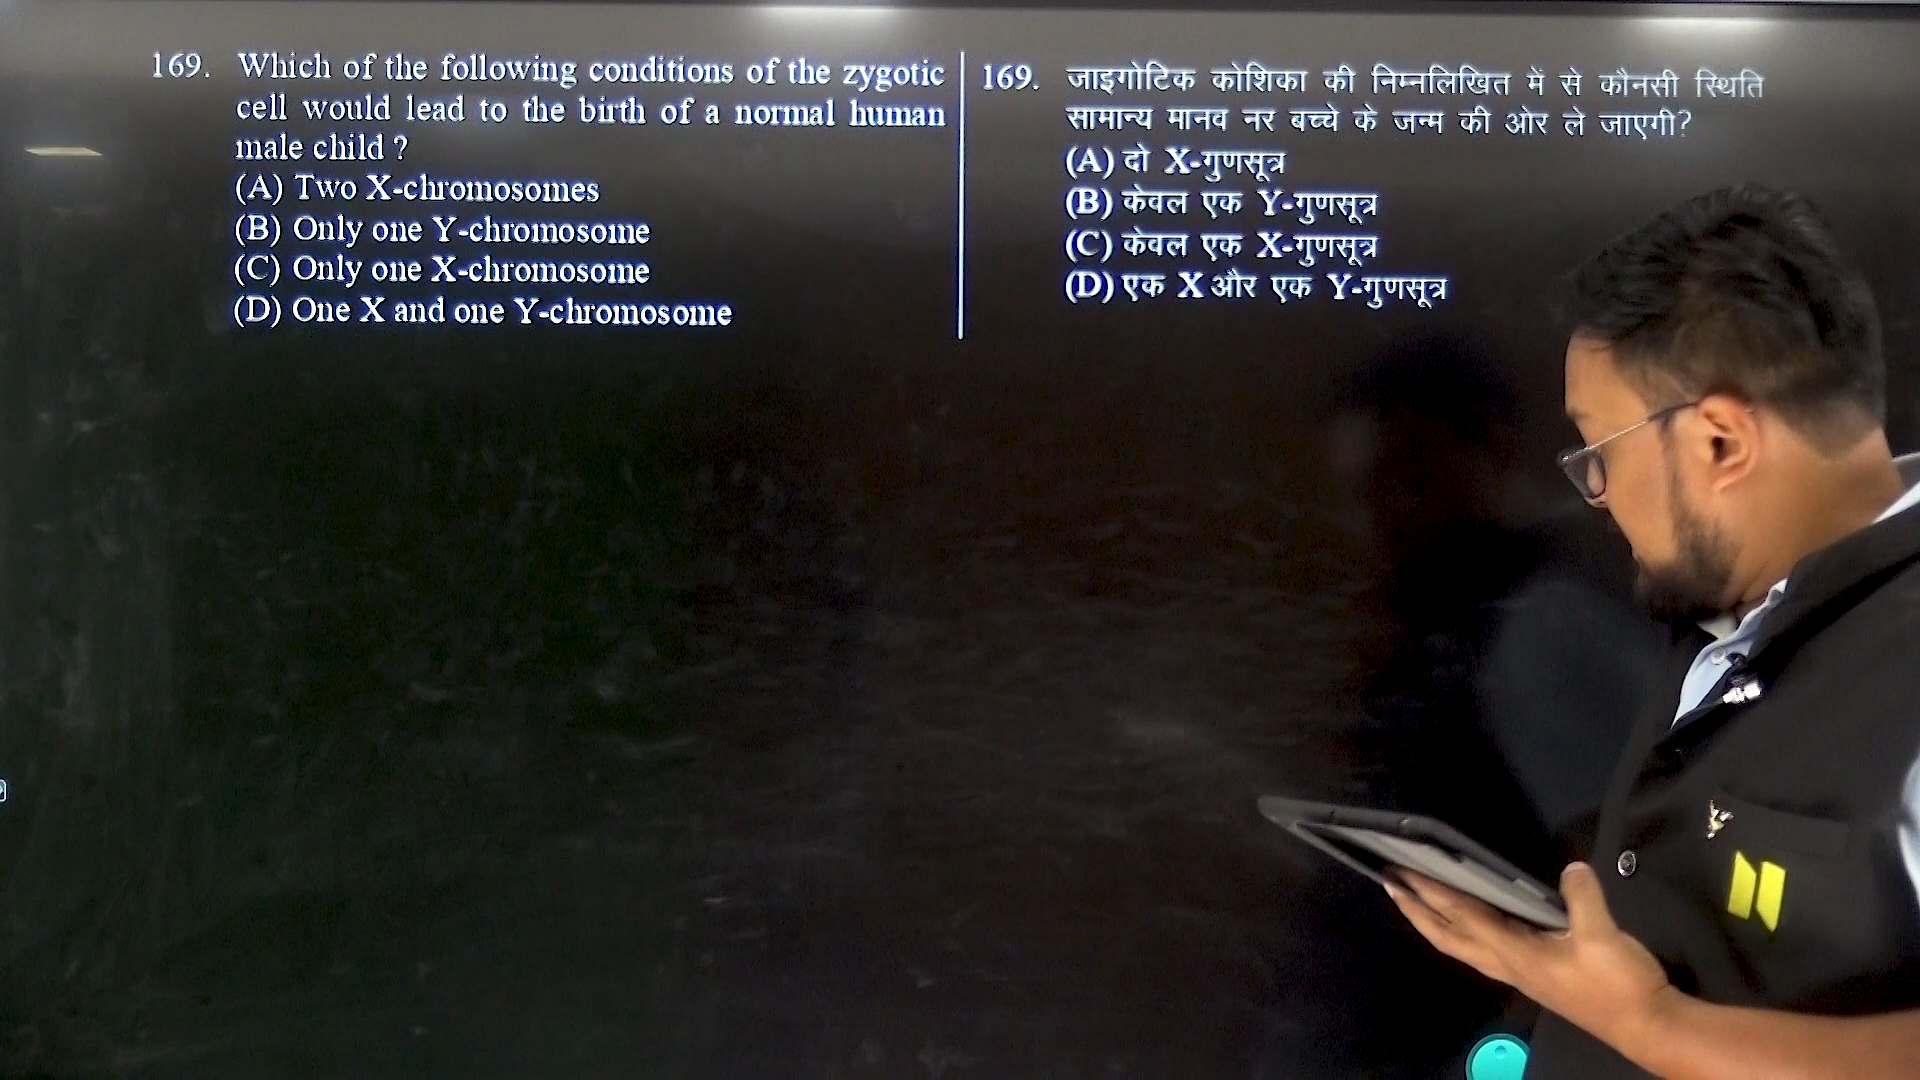 169. Which of the following conditions of the zygotic
cell would lead to the birth of a normal human
male child ?
(A) Two X-chromosomes
(B) Only one Y-chromosome
(C) Only one X-chromosome
(D) One X and one Y-chromosome
169. जाइगोटिक कोशिका की निम्नलिखित में से कौनसी स्थिति
सामान्य मानव नर बच्चे के जन्म की ओर ले जाएगी?
(A) दो X-गुणसूत्र
(B) केवल एक Y-गुणसूत्र
(C) केवल एक X-गुणसूत्र
(D) एक X और एक Y-गुणसूत्र